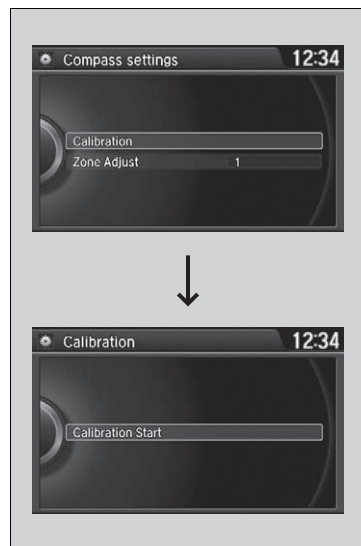 Compass settings 12:34
Calibration
Zone Adjust 1
Calibration 12:34
Calibration Start